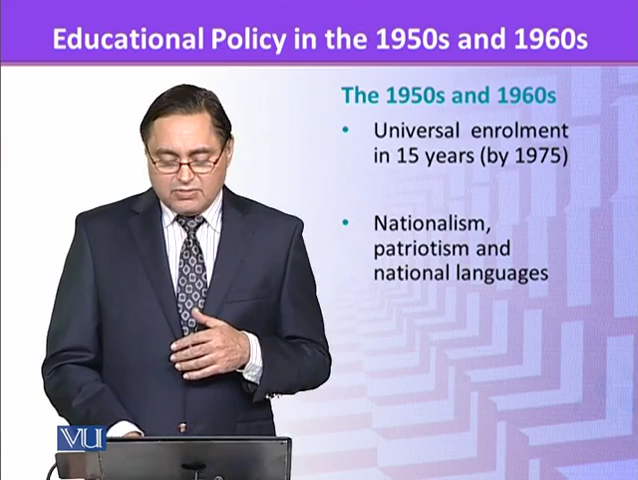 Educational Policy in the 1950s and 1960s
The 1950s and 1960s
• Universal enrolment
in 15 years (by 1975)
• Nationalism,
patriotism and
national languages
VU